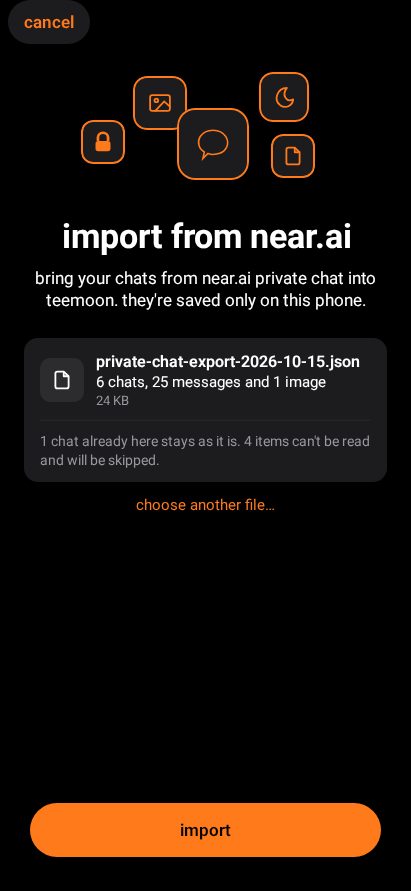 cancel
import from near.ai
bring your chats from near.ai private chat into
teemoon. they're saved only on this phone.
private-chat-export-2026-10-15.json
6 chats, 25 messages and 1 image
24 KB
1 chat already here stays as it is. 4 items can't be read
and will be skipped.
choose another file…
import